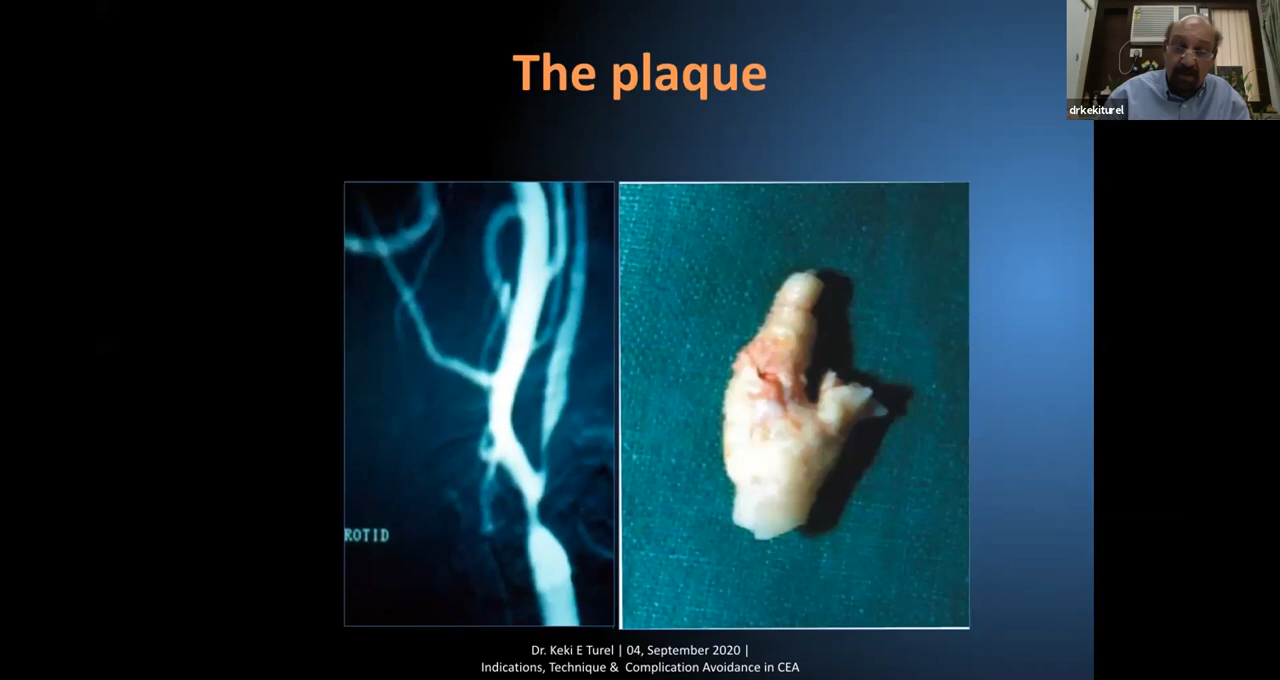 The plaque
drkekiturel
ROTID
Dr. Keki E Turel | 04, September 2020 |
Indications, Technique & Complication Avoidance in CEA